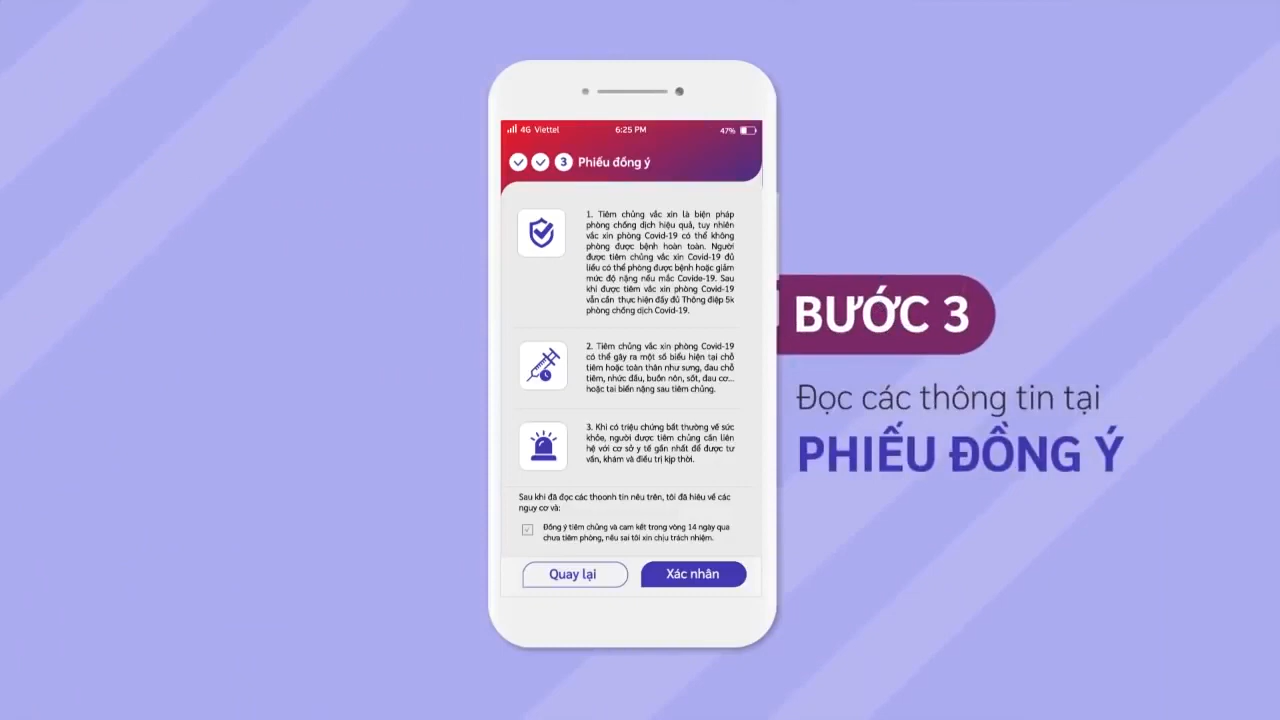 4G Viettel 6:25 PM 47%
3 Phiếu đồng ý
1. Tiêm chủng vắc xin là biện pháp
phòng chống dịch hiệu quả, tuy nhiên
vắc xin phòng Covid-19 có thể không
phòng được bệnh hoàn toàn. Người
được tiêm chủng vắc xin Covid-19 đủ
liều có thể phòng được bệnh hoặc giảm
mức độ nặng nếu mắc Covide-19. Sau
khi được tiêm vắc xin phòng Covid-19
vẫn cần thực hiện đầy đủ Thông điệp 5k
phòng chống dịch Covid-19.
2. Tiêm chủng vắc xin phòng Covid-19
có thể gây ra một số biểu hiện tại chỗ
tiêm hoặc toàn thân như sưng, đau chỗ
tiêm, nhức đầu, buồn nôn, sốt, đau cơ...
hoặc tai biến nặng sau tiêm chủng.
3. Khi có triệu chứng bất thường về sức
khỏe, người được tiêm chủng cần liên
hệ với cơ sở y tế gần nhất để được tư
vấn, khám và điều trị kịp thời.
Sau khi đã đọc các thoonh tin nêu trên, tôi đã hiêu về các
nguy cơ và:
Đồng ý tiêm chủng và cam kết trong vòng 14 ngày qua
chưa tiêm phòng, nếu sai tôi xin chịu trách nhiệm.
Quay lại Xác nhân
BƯỚC 3
Đọc các thông tin tại
PHIẾU ĐỒNG Ý